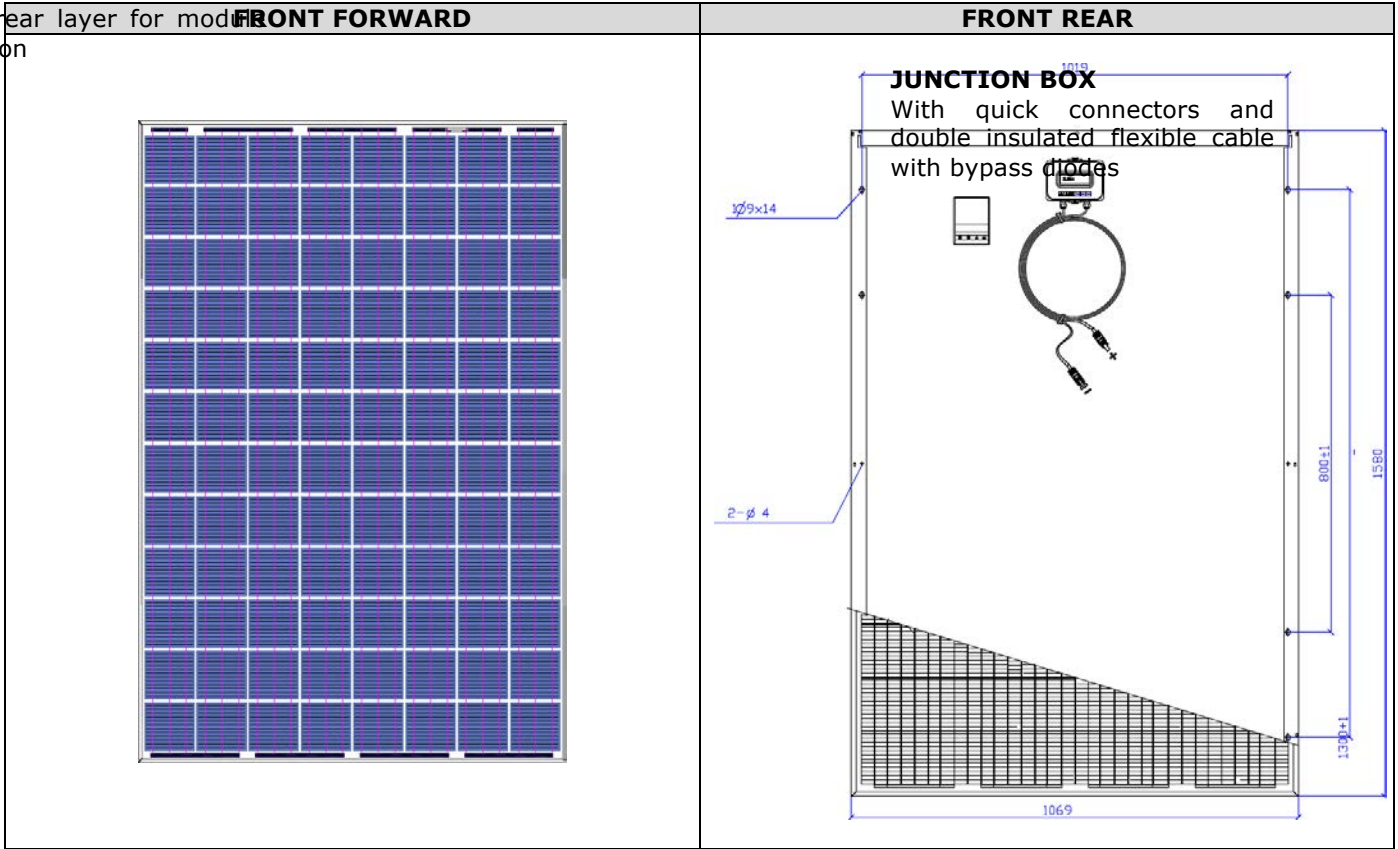 ear layer for module
on
FRONT FORWARD
FRONT REAR
1019
JUNCTION BOX
With quick connectors and
double insulated flexible cable
with bypass diodes
9x14
2-ø 4
800±1
1580
1300±1
1069